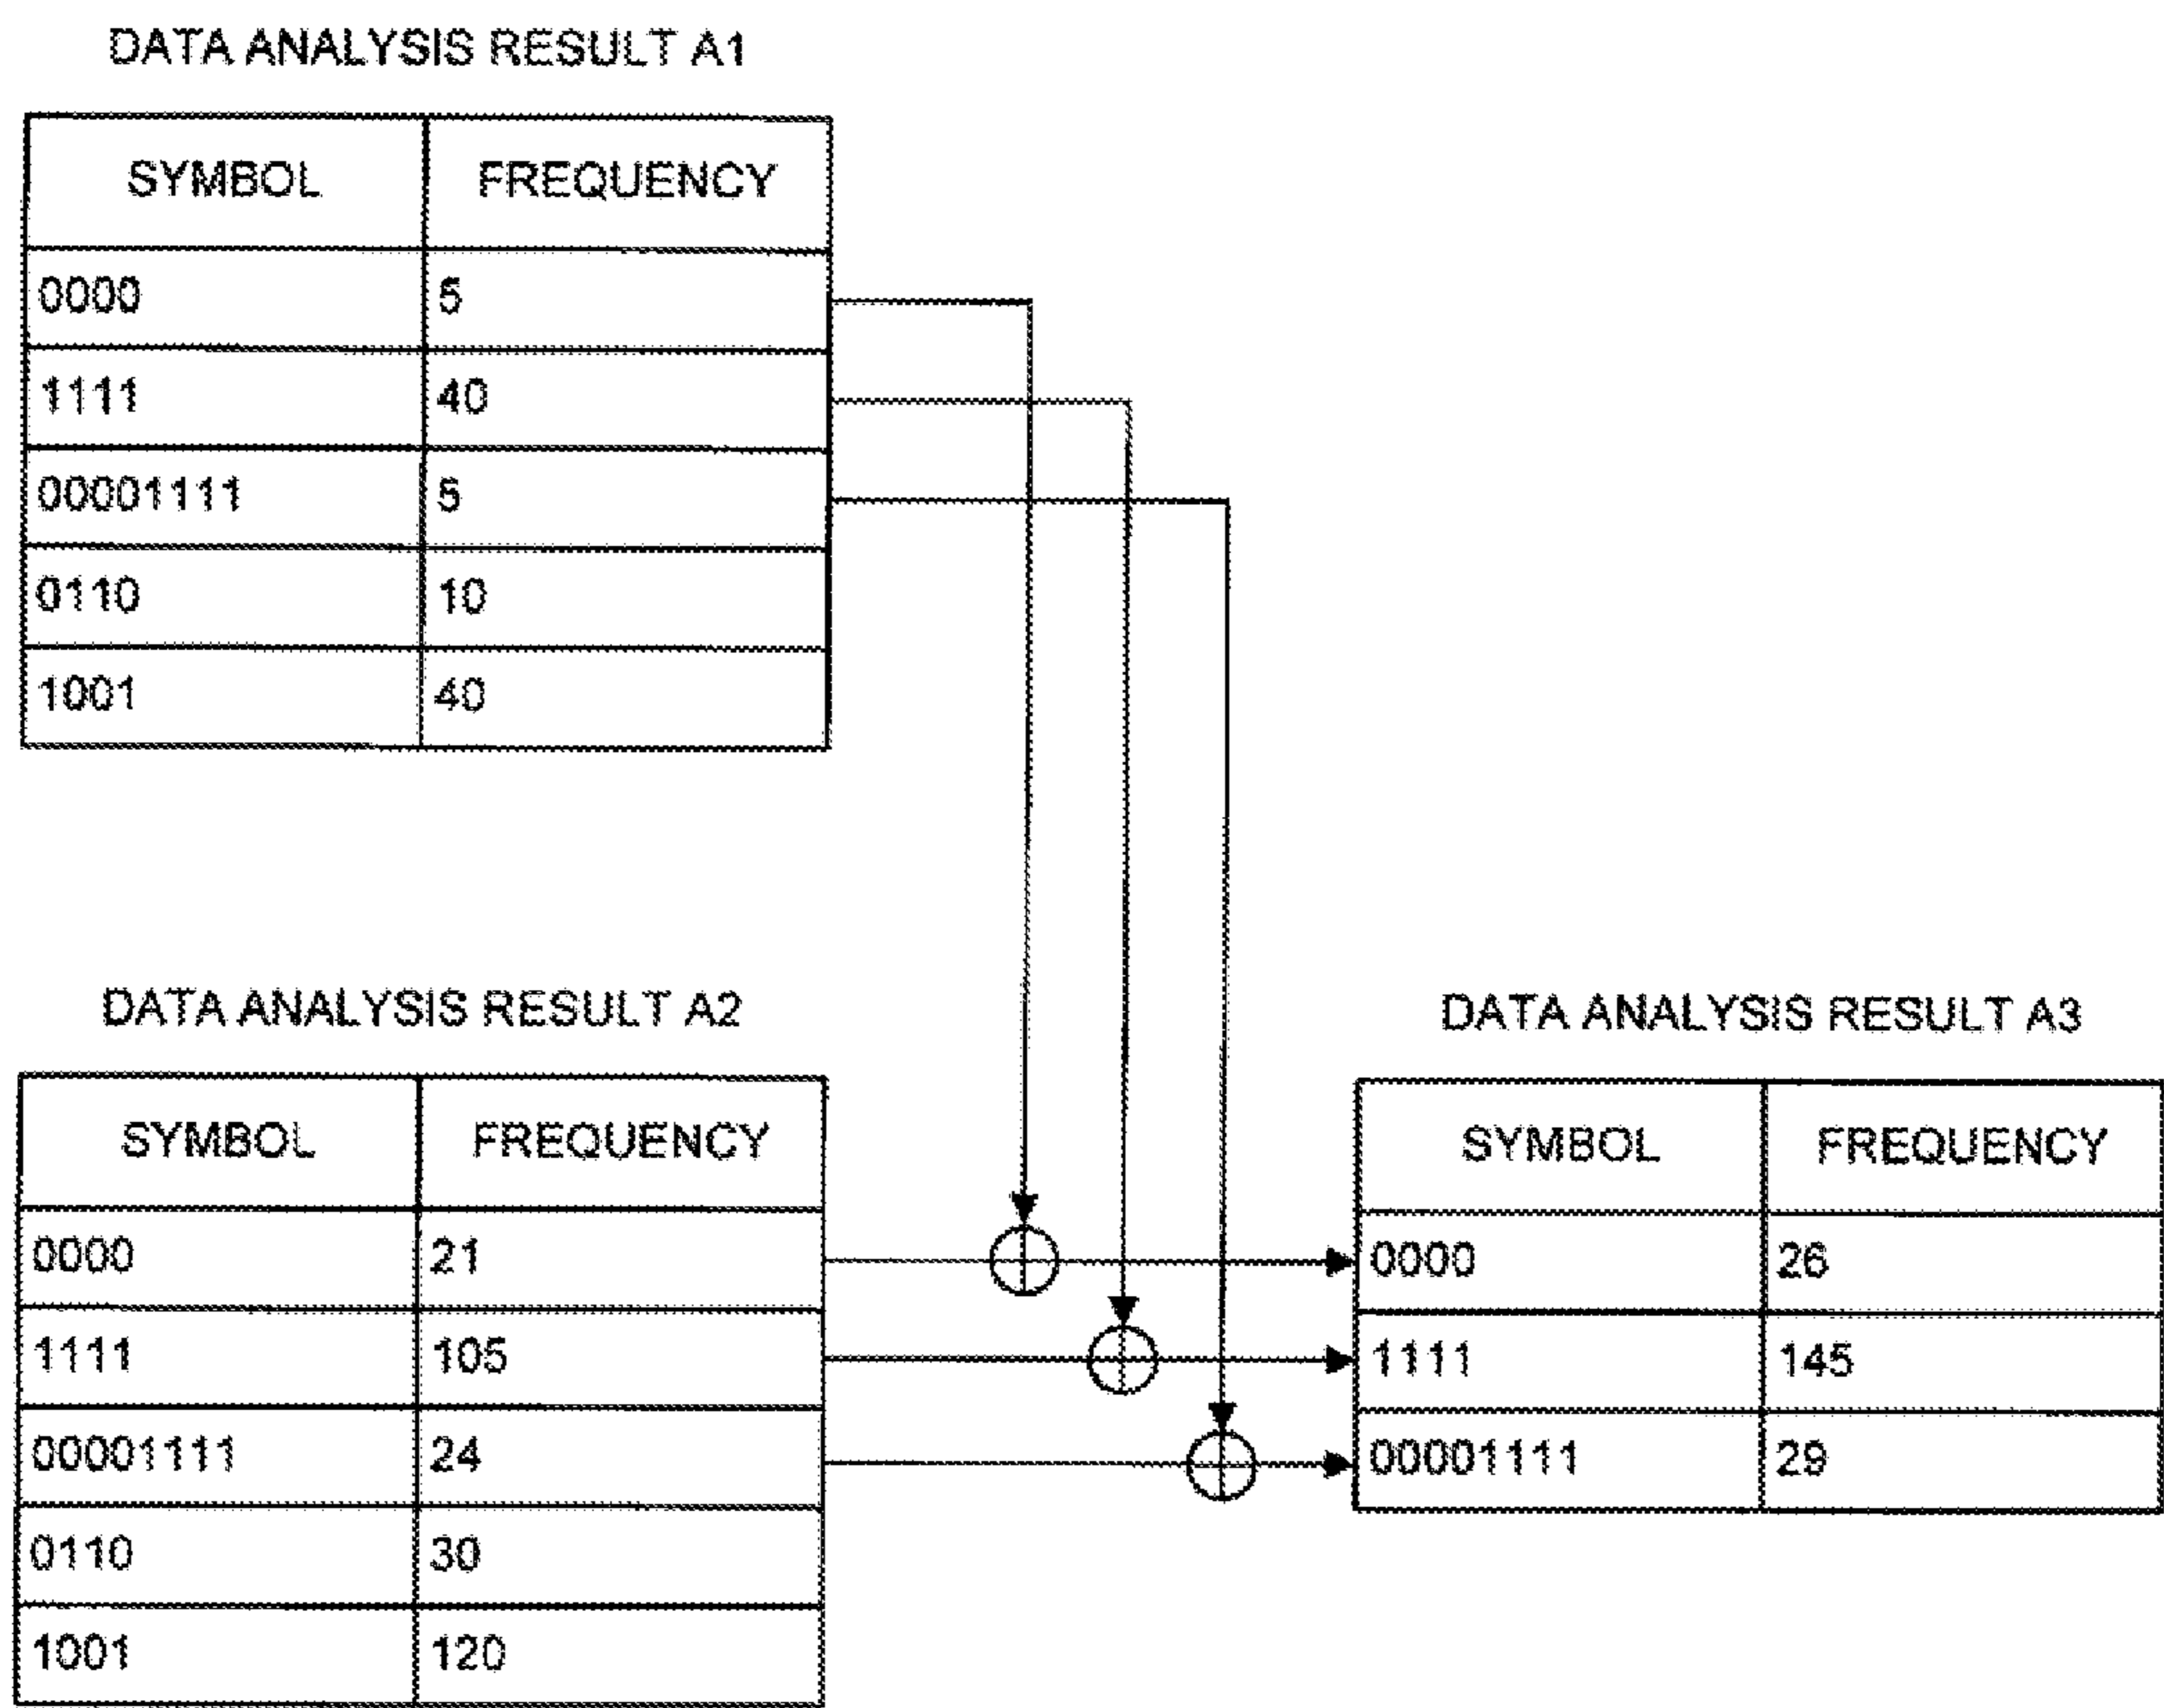 DATA ANALYSIS RESULT A1
SYMBOL FREQUENCY
0000 5
1111 40
00001111 5
0110 10
1001 40
DATA ANALYSIS RESULT A2
SYMBOL FREQUENCY
0000 21
1111 105
00001111 24
0110 30
1001 120
DATA ANALYSIS RESULT A3
SYMBOL FREQUENCY
0000 26
1111 145
00001111 29